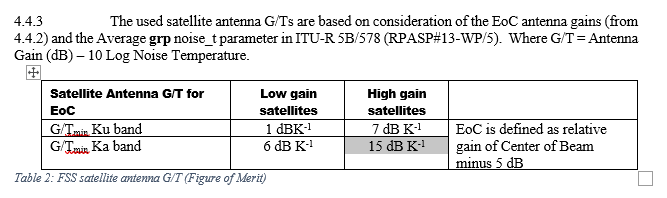 4.4.3 The used satellite antenna G/Ts are based on consideration of the EoC antenna gains (from
4.4.2) and the Average grp noise_t parameter in ITU-R 5B/578 (RPASP#13-WP/5). Where G/T = Antenna
Gain (dB) – 10 Log Noise Temperature.
Satellite Antenna G/T for EoC Low gain satellites High gain satellites
G/Tmin Ku band 1 dBK-1 7 dB K-1 EoC is defined as relative
G/Tmin Ka band 6 dB K-1 15 dB K-1 gain of Center of Beam
minus 5 dB
Table 2: FSS satellite antenna G/T (Figure of Merit)